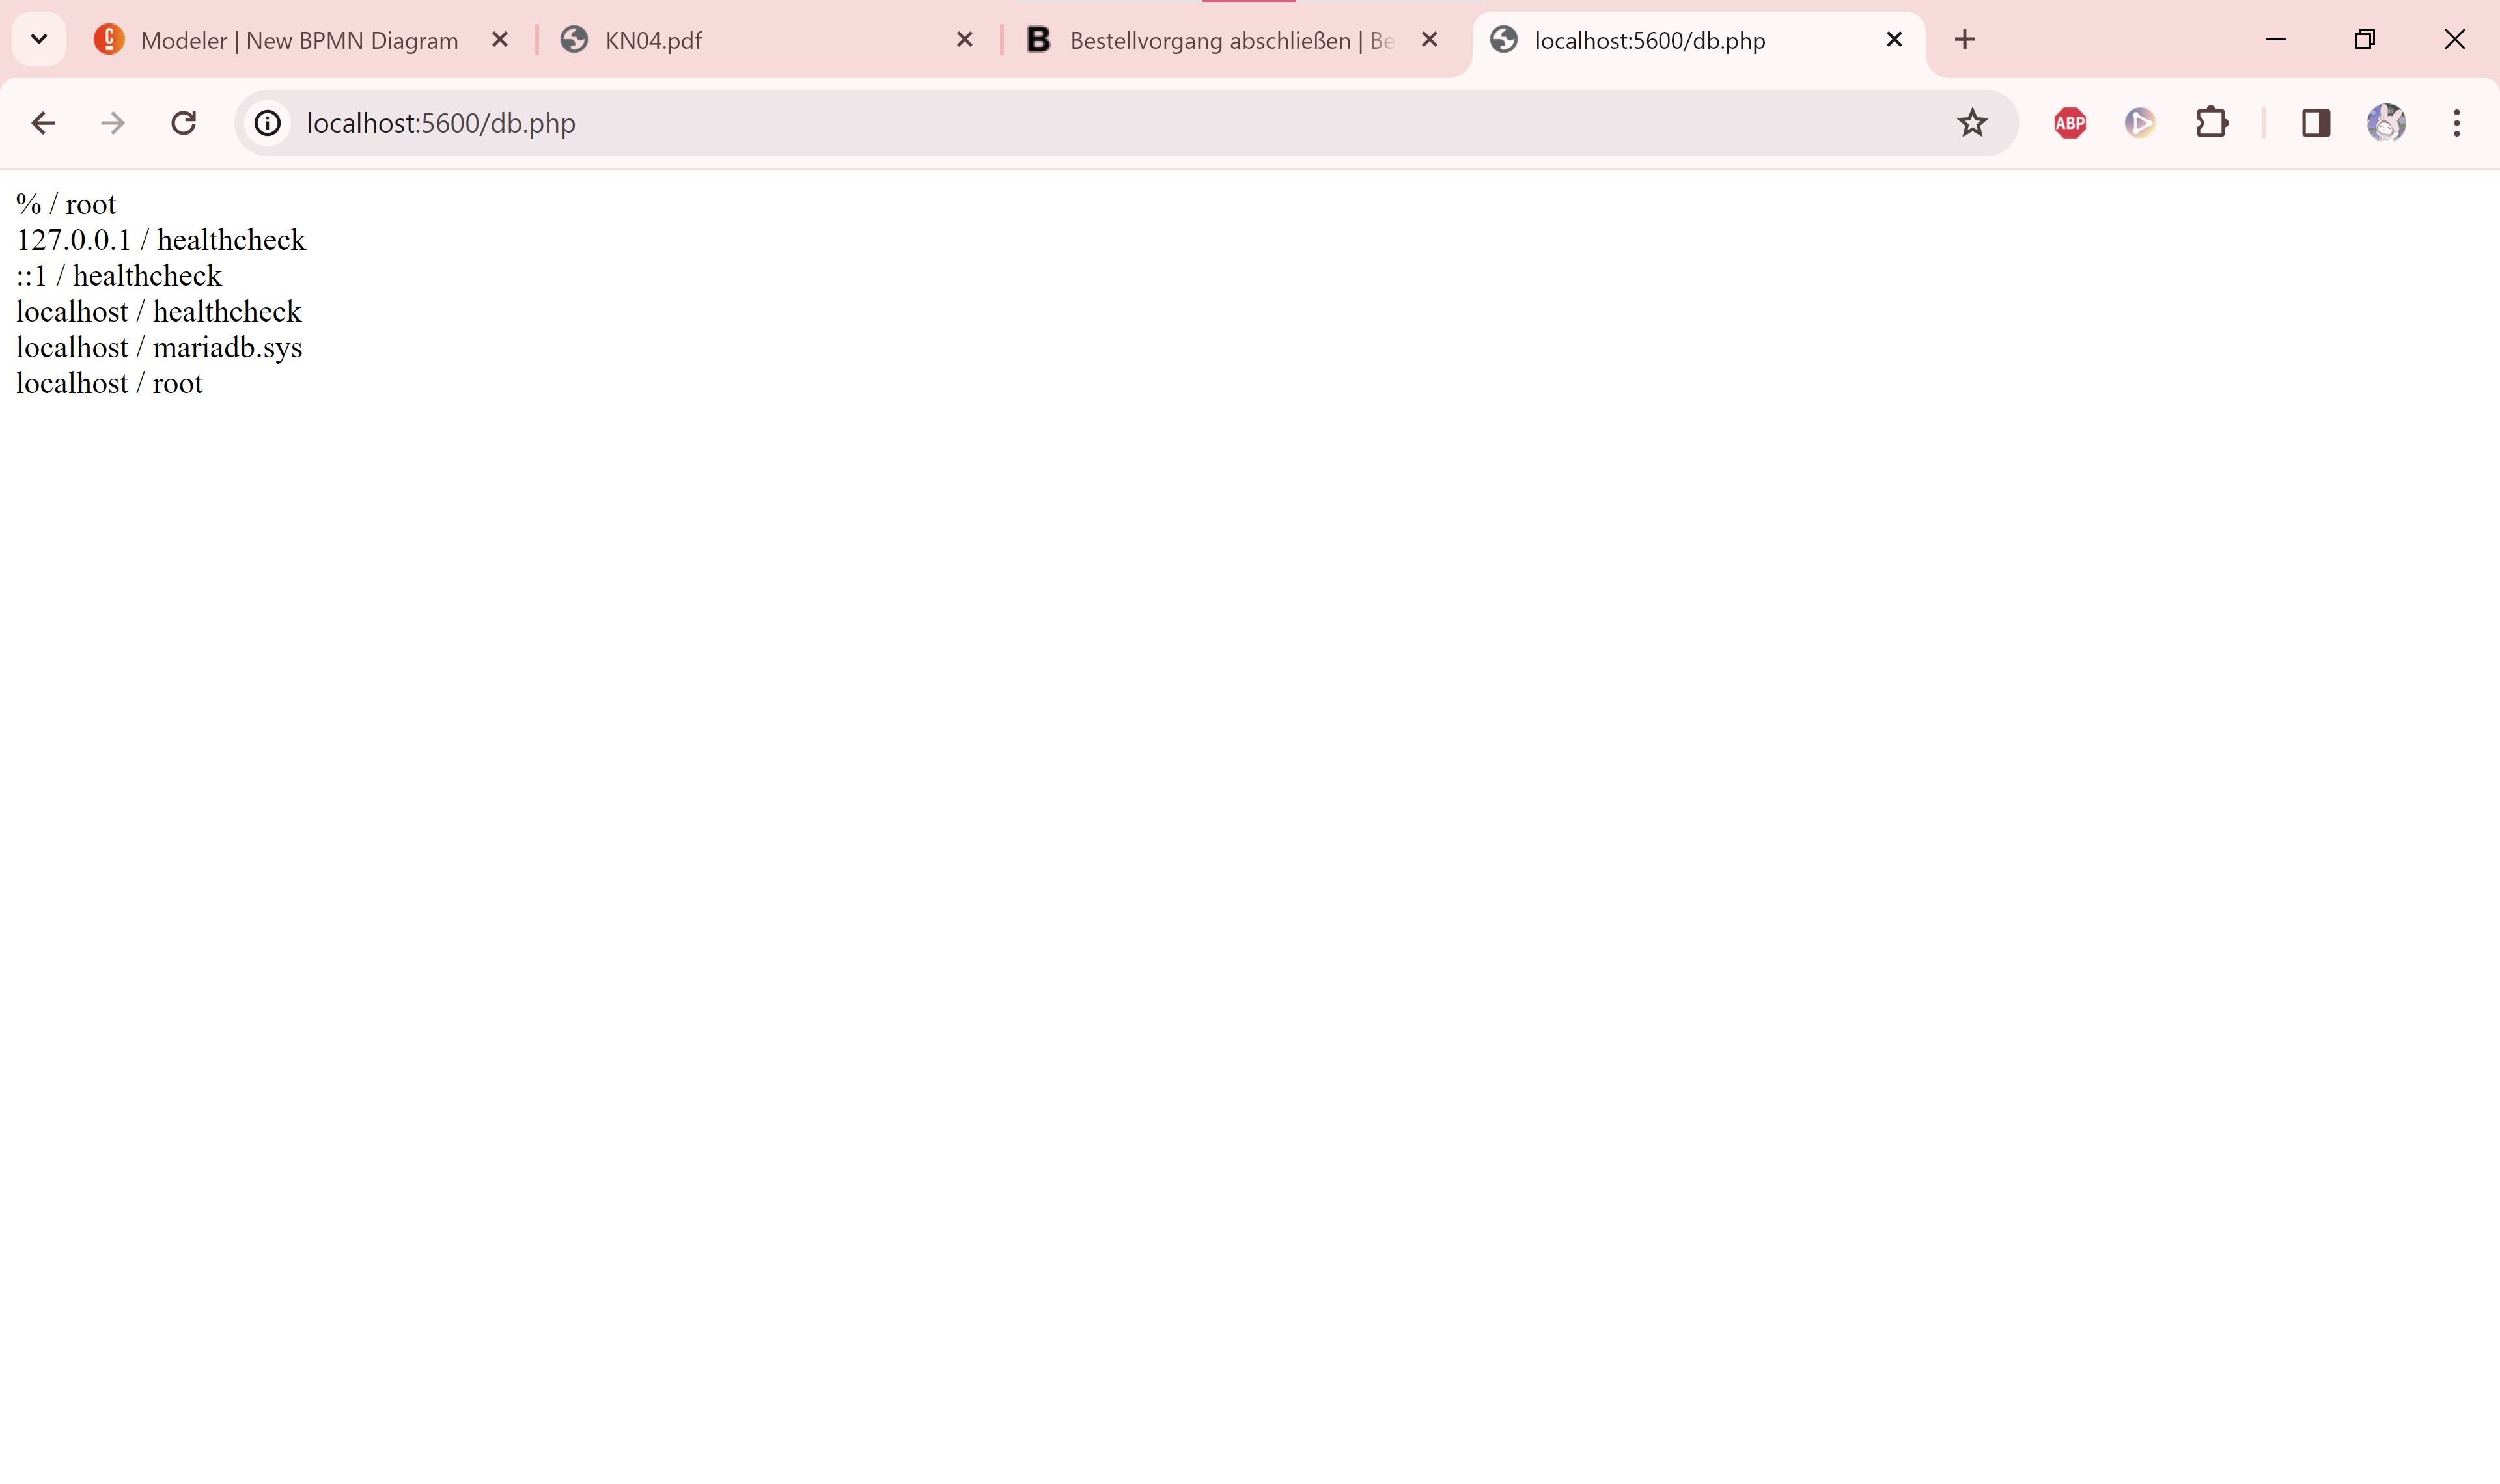 Modeler | New BPMN Diagram
KN04.pdf
B
Bestellvorgang abschließen | Be
localhost:5600/db.php
localhost:5600/db.php
ABP
% / root
127.0.0.1 / healthcheck
::1 / healthcheck
localhost / healthcheck
localhost / mariadb.sys
localhost / root